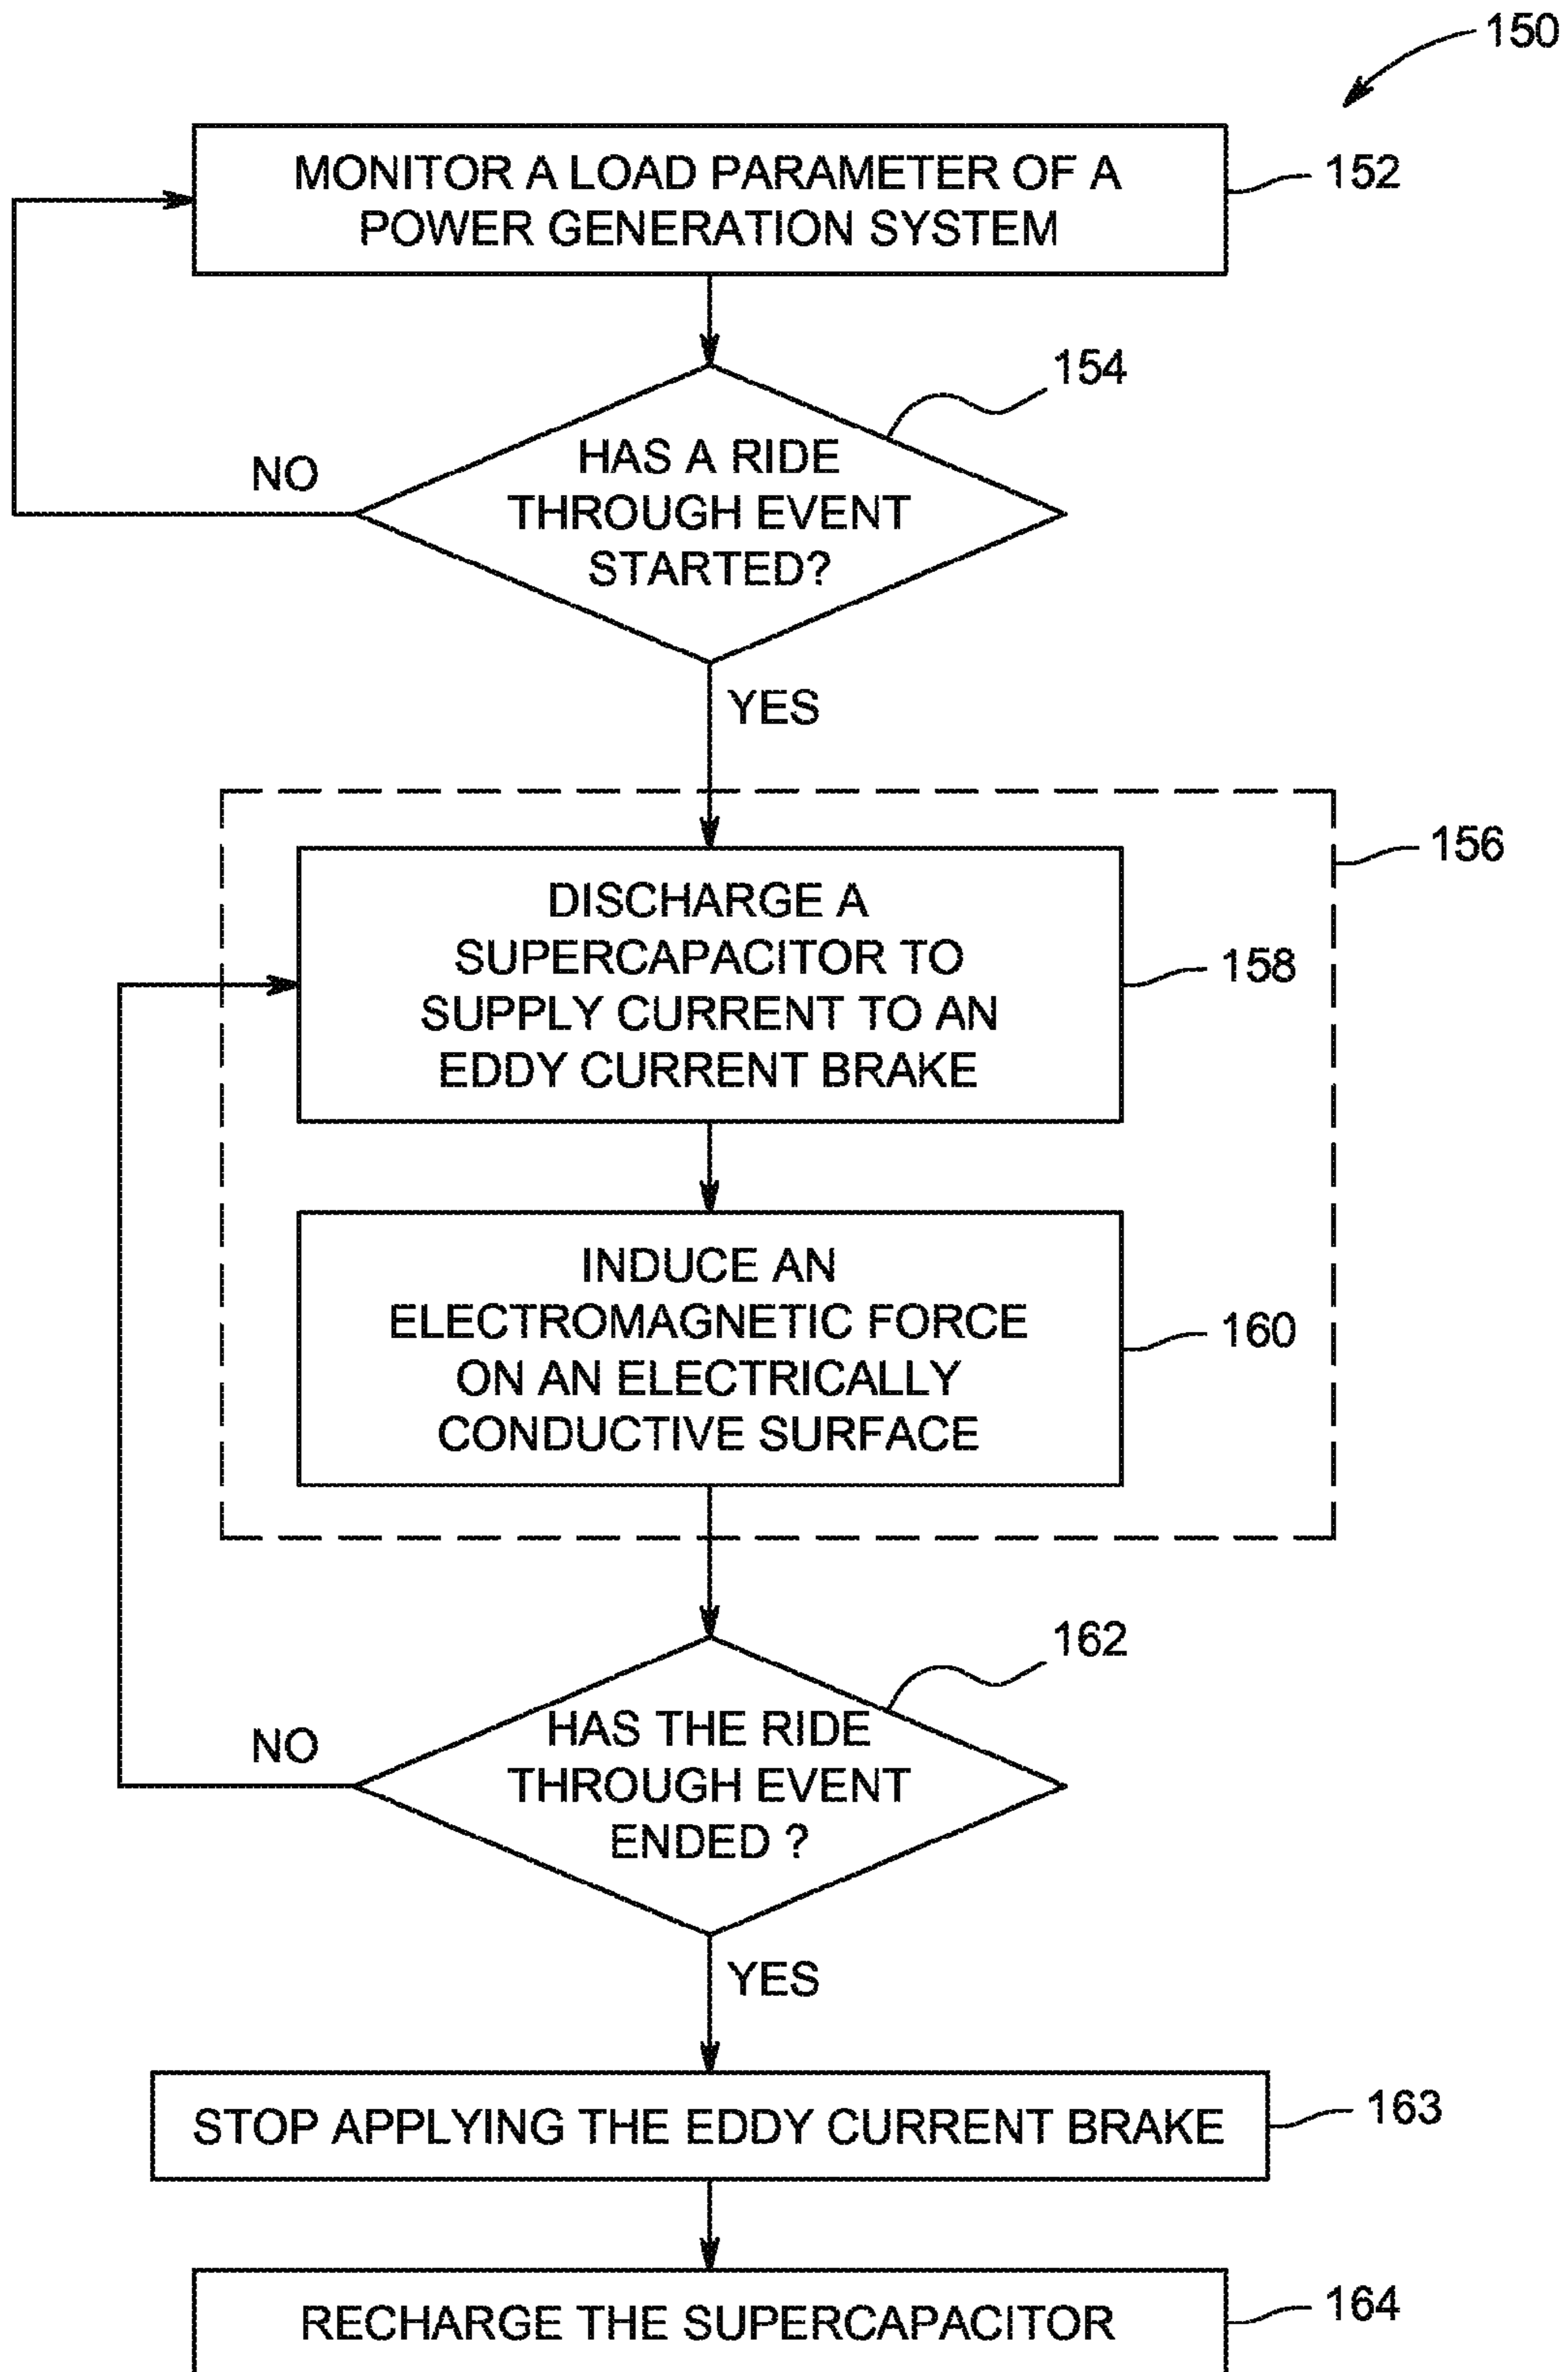 150
MONITOR A LOAD PARAMETER OF A
POWER GENERATION SYSTEM
152
154
HAS A RIDE
THROUGH EVENT
STARTED?
NO
YES
156
DISCHARGE A
SUPERCAPACITOR TO
SUPPLY CURRENT TO AN
EDDY CURRENT BRAKE
158
INDUCE AN
ELECTROMAGNETIC FORCE
ON AN ELECTRICALLY
CONDUCTIVE SURFACE
160
162
HAS THE RIDE
THROUGH EVENT
ENDED ?
NO
YES
STOP APPLYING THE EDDY CURRENT BRAKE
163
RECHARGE THE SUPERCAPACITOR
164